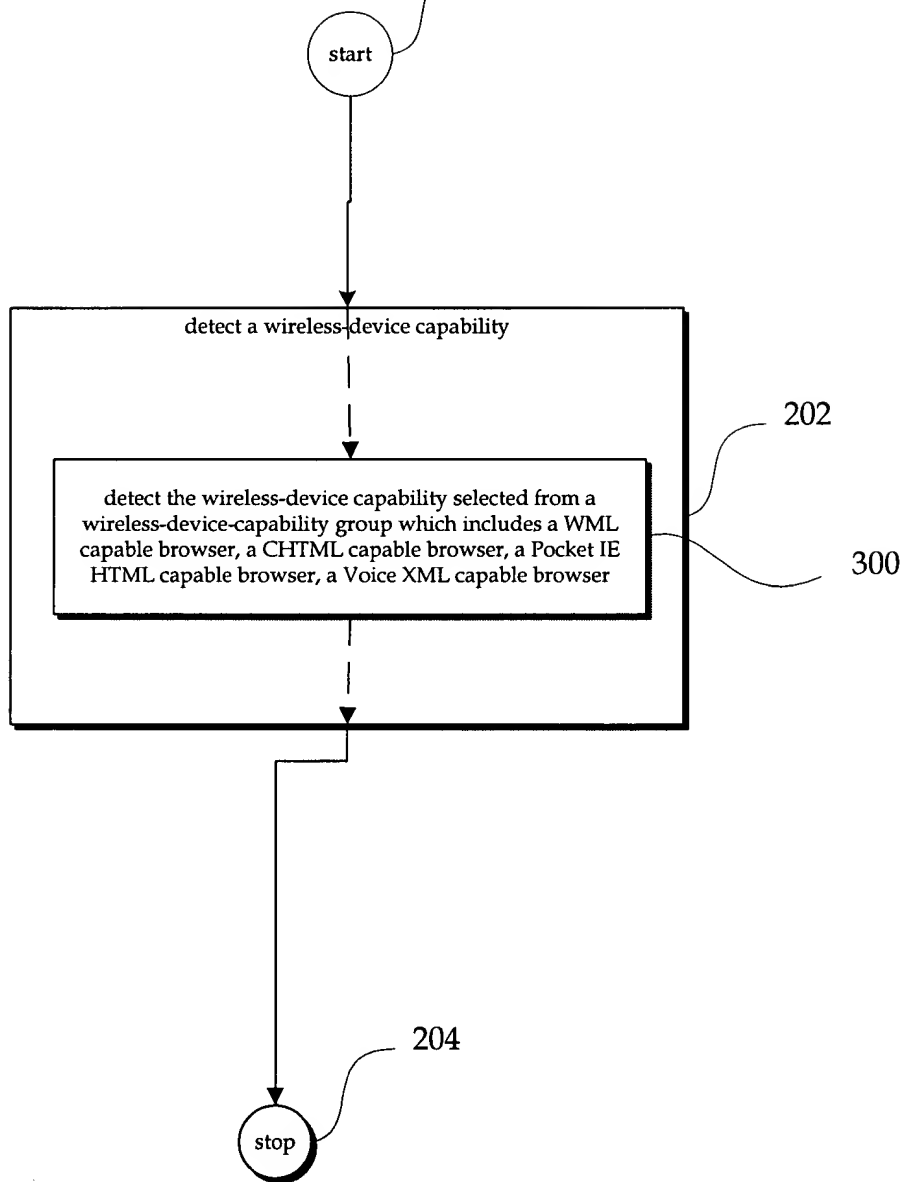 start
detect a wireless-device capability
202
detect the wireless-device capability selected from a
wireless-device-capability group which includes a WML
capable browser, a CHTML capable browser, a Pocket IE
HTML capable browser, a Voice XML capable browser
300
204
stop